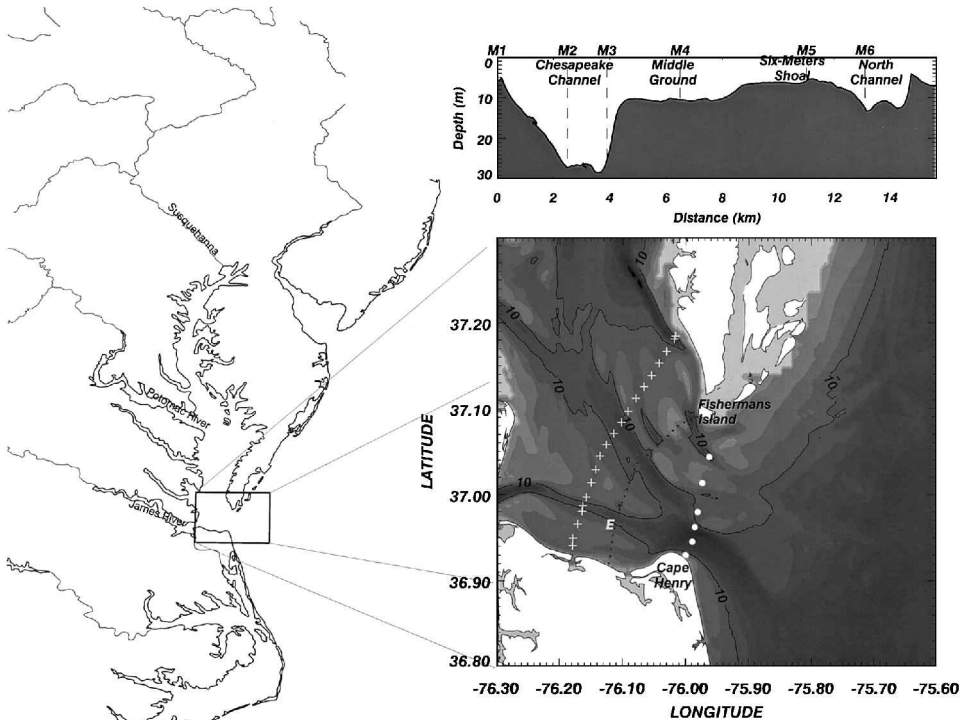 M1 M2 M3 M4 M5 M6
0
Chesapeake
Channel
Middle
Ground
Six-Meters
Shoal
North
Channel
10
20
30
Depth (m)
0 2 4 6 8 10 12 14
Distance (km)
Susquehanna
Potomac River
James River
37.20
37.10
37.00
36.90
36.80
LATITUDE
10
10
10
10
10
10
10
10
Fishermans
Island
E
Cape
Henry
-76.30 -76.20 -76.10 -76.00 -75.90 -75.80 -75.70 -75.60
LONGITUDE